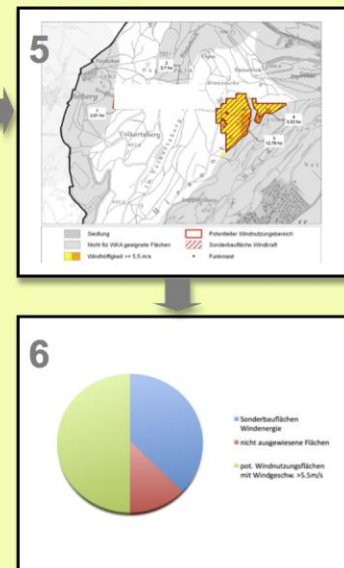 5
Volkertsberg
Siedlung
Nicht für WKA geeignete Flächen
Windhöffigkeit >= 5,5 m/s
Potentieller Windnutzungsbereich
Sonderbaufläche Windkraft
Funkmast
6
Sonderbauflächen
Windenergie
nicht ausgewiesene Flächen
pot. Windnutzungsflächen
mit Windgeschw. >5.5m/s